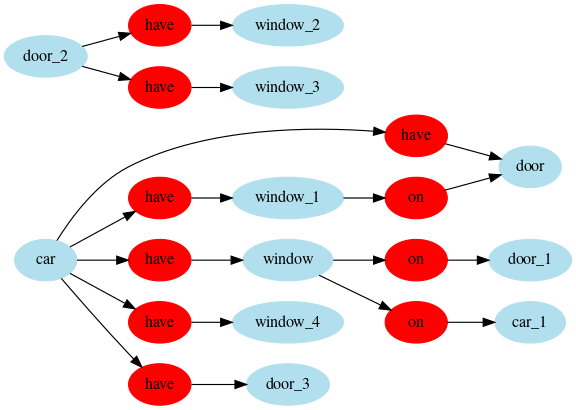 have window_2
door_2
have window_3
have
door
have window_1 on
car have window on door_1
have window_4 on car_1
have door_3